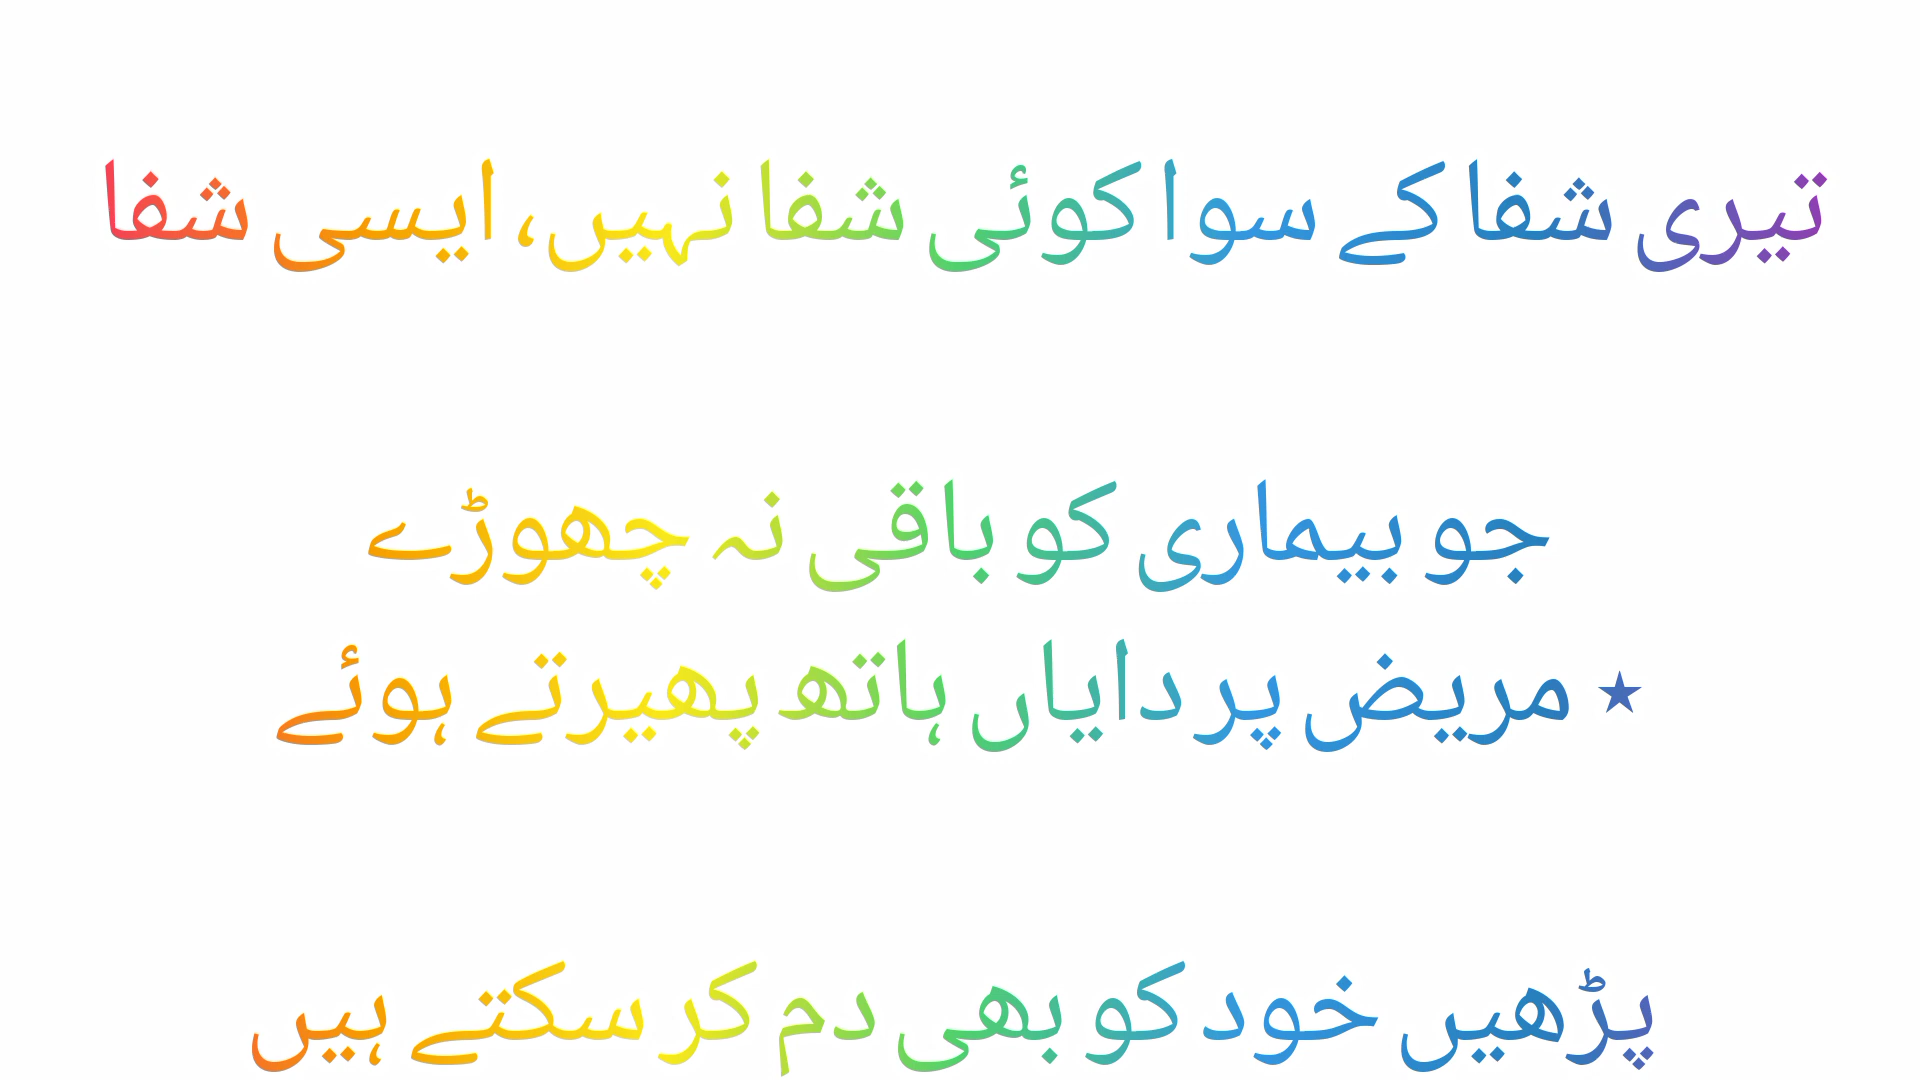 تیری شفا کے سوا کوئی شفا نہیں، ایسی شفا
جو بیماری کو باقی نہ چھوڑے
★ مریض پر دایاں ہاتھ پھیرتے ہوئے
پڑھیں خود کو بھی دم کر سکتے ہیں